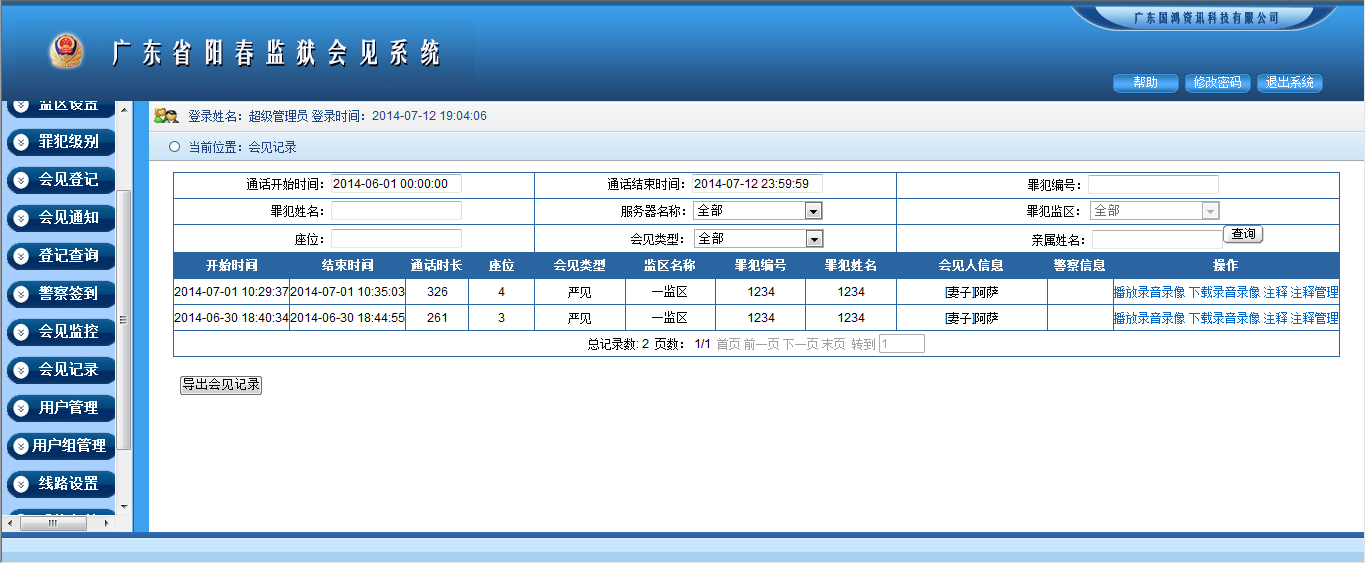 广东国鸿资讯科技有限公司
广东省阳春监狱会见系统
帮助 修改密码 退出系统
监区设置
罪犯级别
会见登记
会见通知
登记查询
警察签到
会见监控
会见记录
用户管理
用户组管理
线路设置
登录姓名：超级管理员 登录时间：2014-07-12 19:04:06
当前位置：会见记录
通话开始时间：2014-06-01 00:00:00 通话结束时间：2014-07-12 23:59:59 罪犯编号：
罪犯姓名： 服务器名称：全部 罪犯监区：全部
座位： 会见类型：全部 亲属姓名： 查询
开始时间 结束时间 通话时长 座位 会见类型 监区名称 罪犯编号 罪犯姓名 会见人信息 警察信息 操作
2014-07-01 10:29:37 2014-07-01 10:35:03 326 4 严见 一监区 1234 1234 [妻子]阿萨 播放录音录像 下载录音录像 注释 注释管理
2014-06-30 18:40:34 2014-06-30 18:44:55 261 3 严见 一监区 1234 1234 [妻子]阿萨 播放录音录像 下载录音录像 注释 注释管理
总记录数: 2 页数： 1/1 首页 前一页 下一页 末页 转到 1
导出会见记录